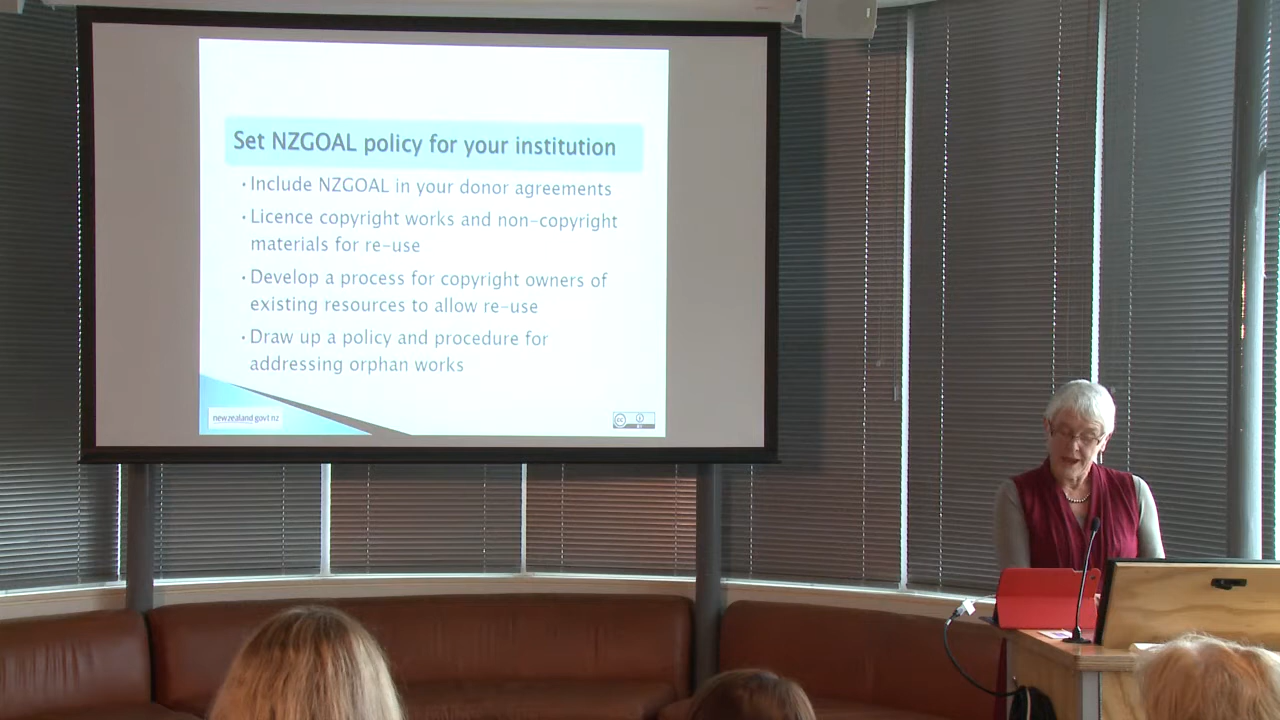 Set NZGOAL policy for your institution
• Include NZGOAL in your donor agreements
• Licence copyright works and non-copyright
materials for re-use
• Develop a process for copyright owners of
existing resources to allow re-use
• Draw up a policy and procedure for
addressing orphan works
newzealand.govt.nz
cc